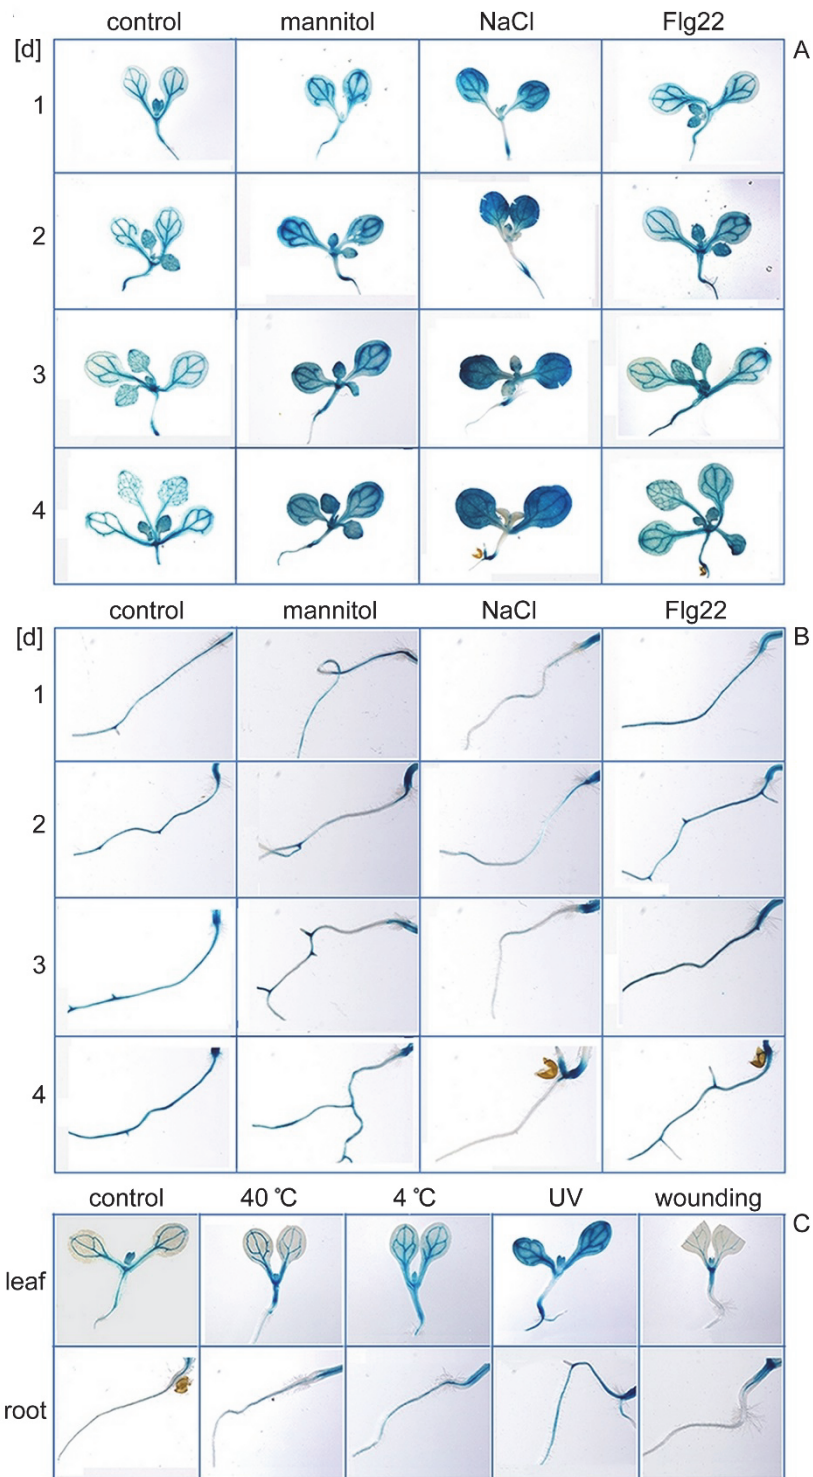 control mannitol NaCl Flg22
[d] A
1
2
3
4
control mannitol NaCl Flg22
[d] B
1
2
3
4
control 40 °C 4 °C UV wounding
C
leaf
root